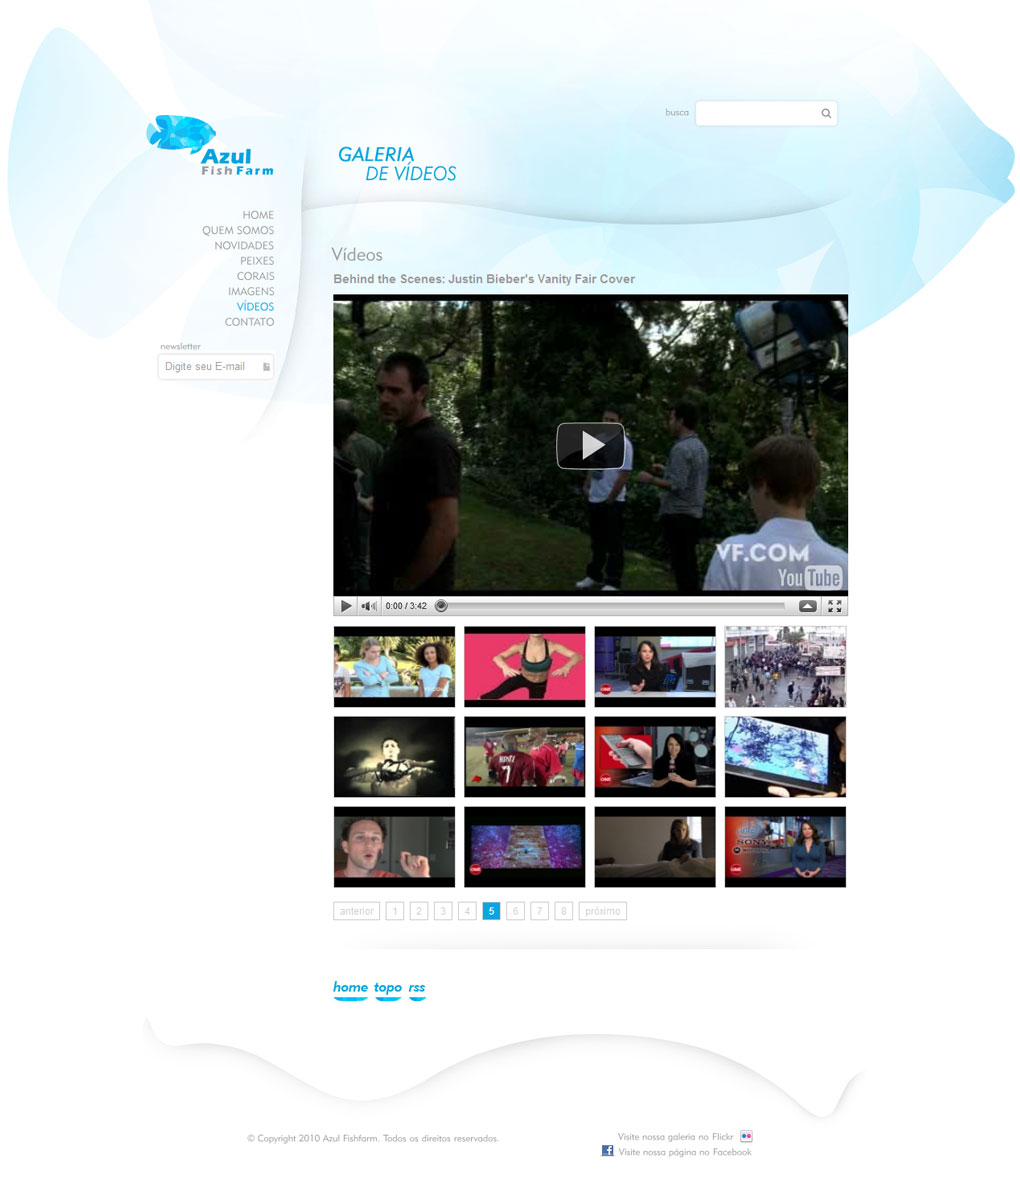 busca
Azul
Fish Farm
GALERIA
DE VÍDEOS
HOME
QUEM SOMOS
NOVIDADES
PEIXES
CORAIS
IMAGENS
VÍDEOS
CONTATO
newsletter
Digite seu E-mail
Vídeos
Behind the Scenes: Justin Bieber's Vanity Fair Cover
VF.COM
YouTube
0:00 / 3:42
anterior 1 2 3 4 5 6 7 8 próximo
home topo rss
© Copyright 2010 Azul Fishfarm. Todos os direitos reservados.
Visite nossa galeria no Flickr
Visite nossa página no Facebook